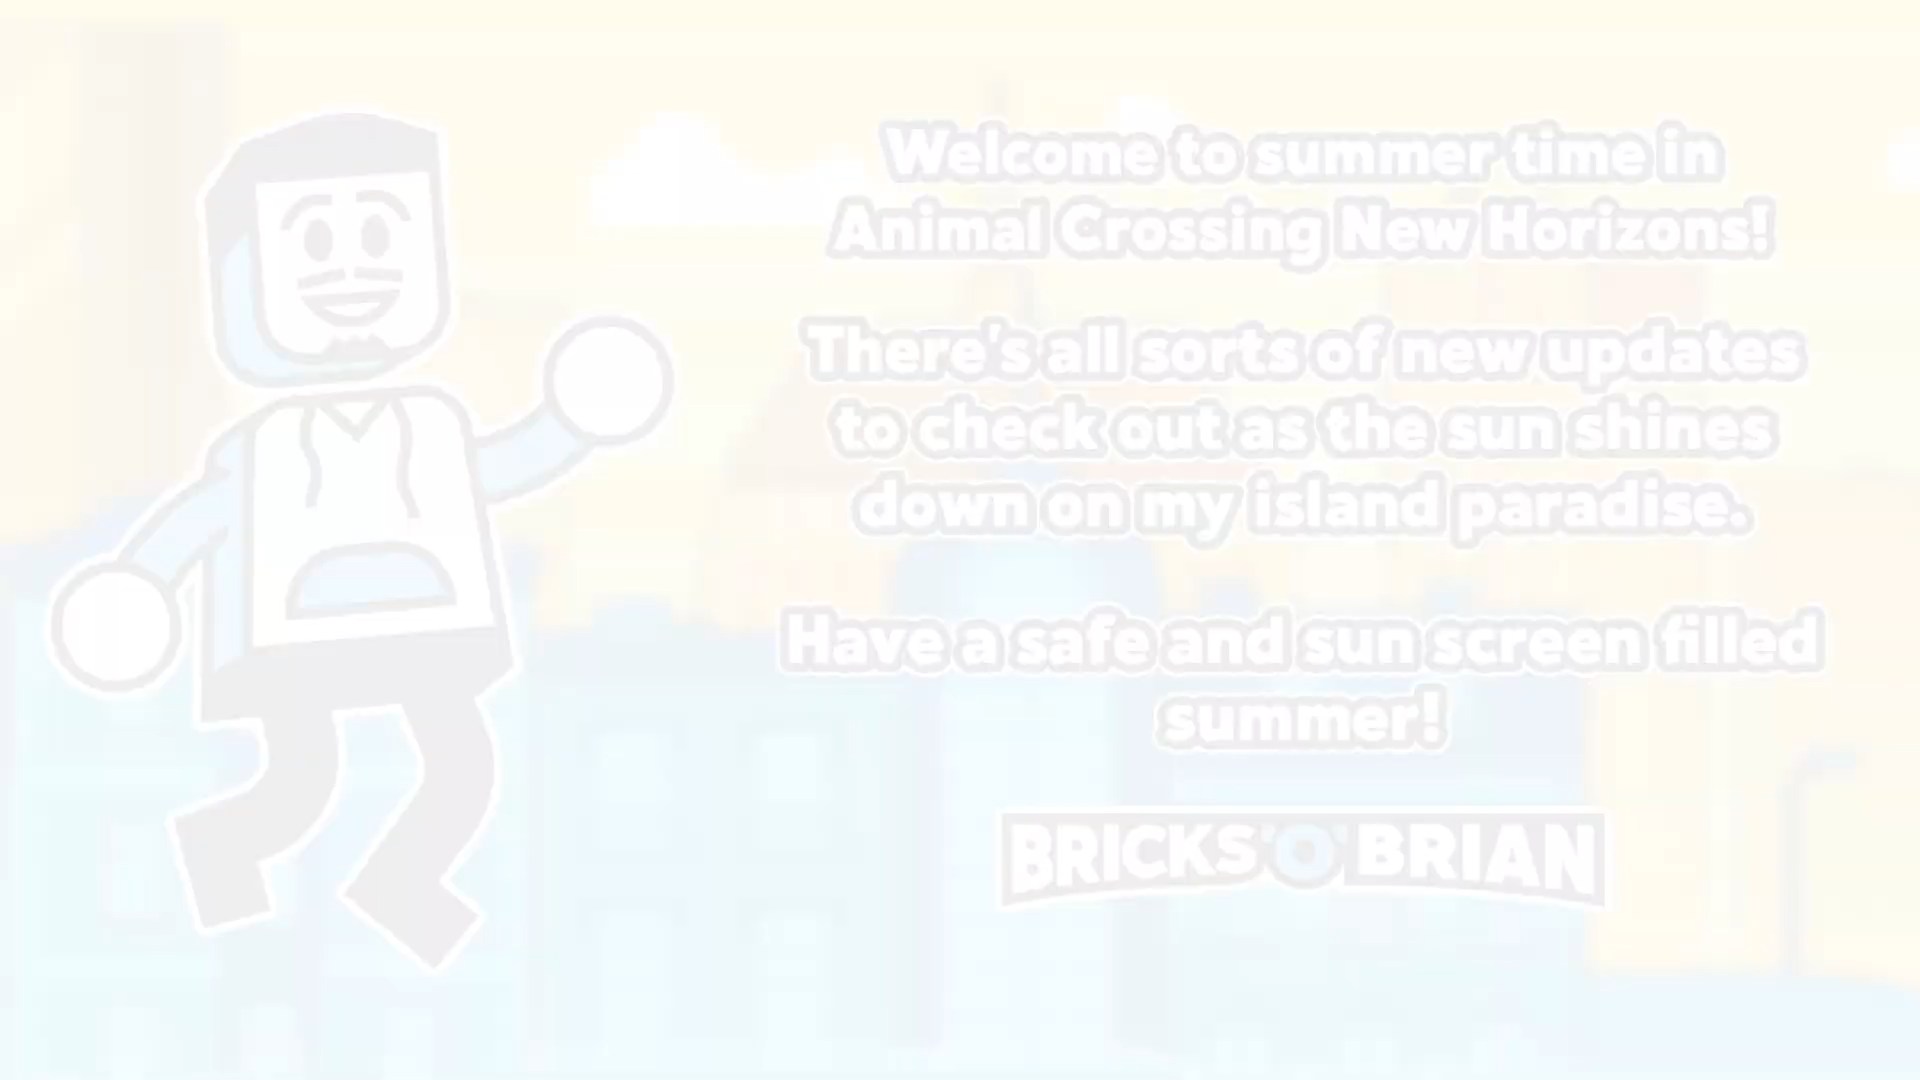 Welcome to summer time in
Animal Crossing New Horizons!
There's all sorts of new updates
to check out as the sun shines
down on my island paradise.
Have a safe and sun screen filled
summer!
BRICKS 'O' BRIAN